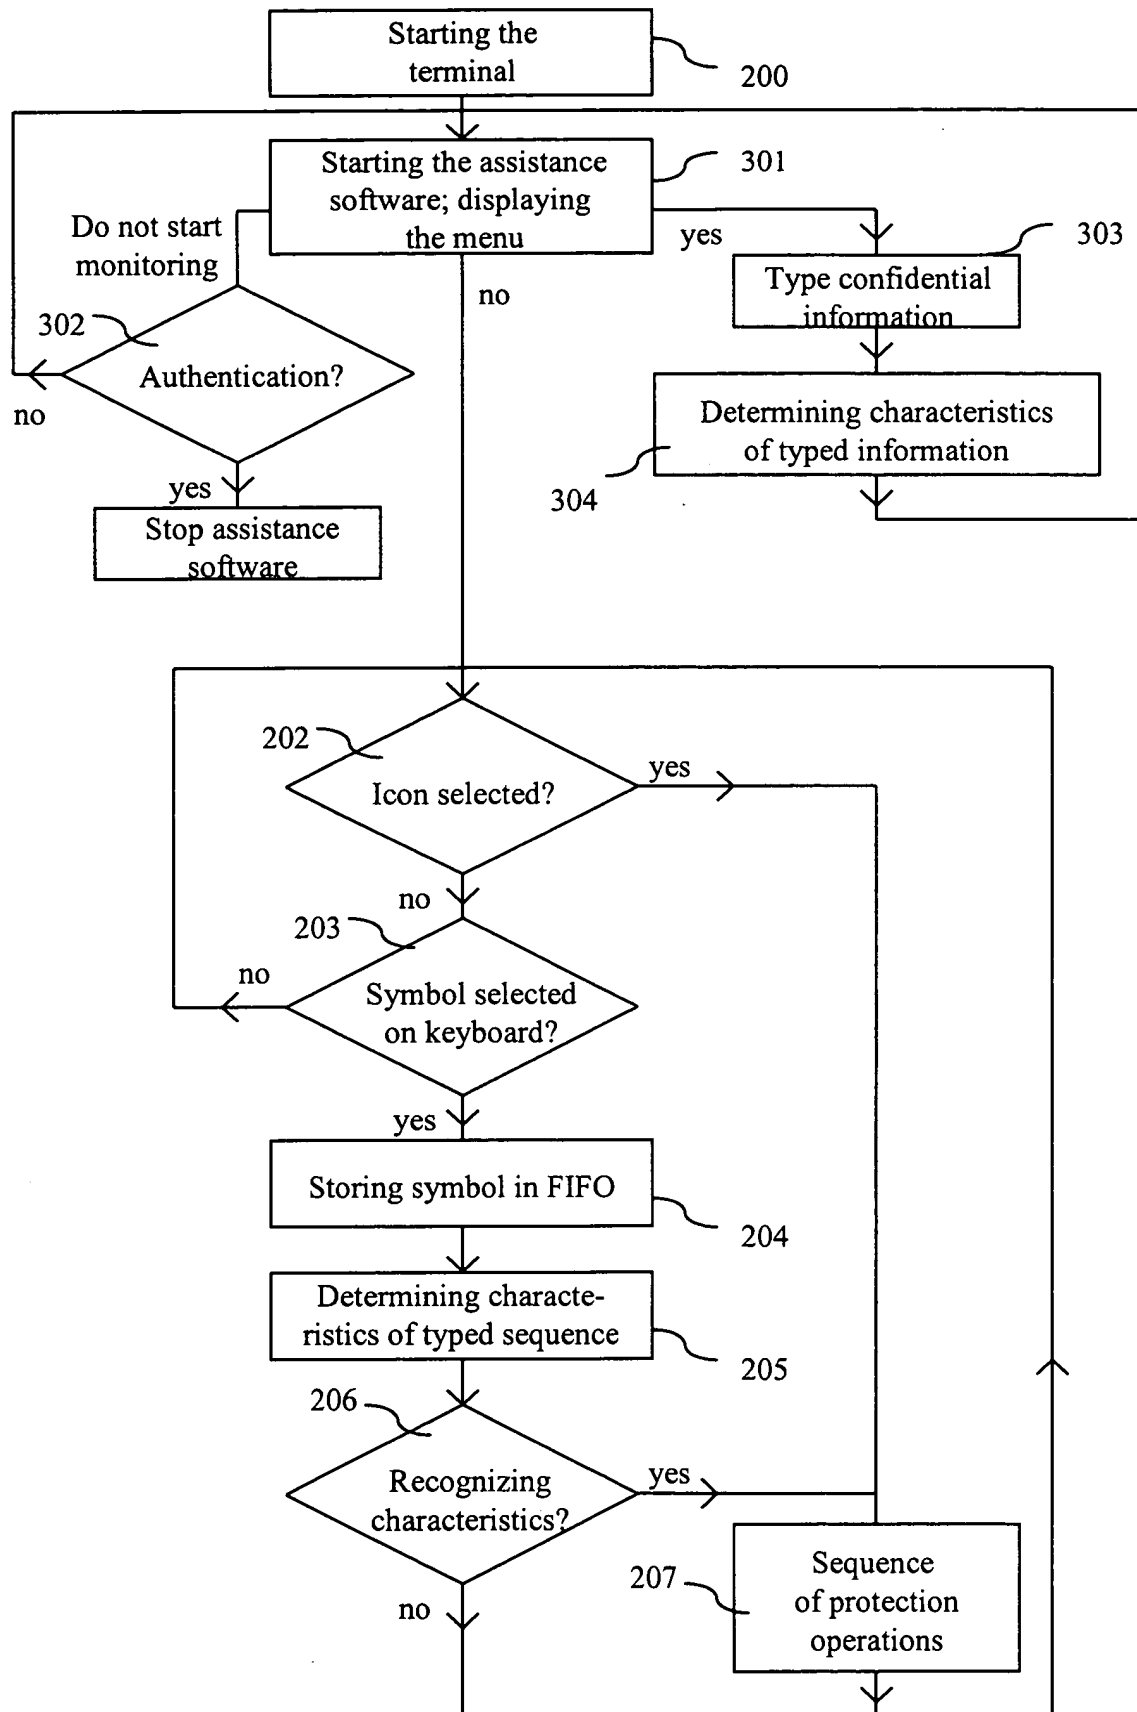 Starting the
terminal
200
Starting the assistance
software; displaying
the menu
301
Do not start
monitoring
yes
303
no
Type confidential
information
302
Authentication?
no
Determining characteristics
of typed information
304
yes
Stop assistance
software
202
Icon selected?
yes
no
203
no
Symbol selected
on keyboard?
yes
Storing symbol in FIFO
204
Determining characte-
ristics of typed sequence
205
206
Recognizing
characteristics?
yes
207
Sequence
of protection
operations
no